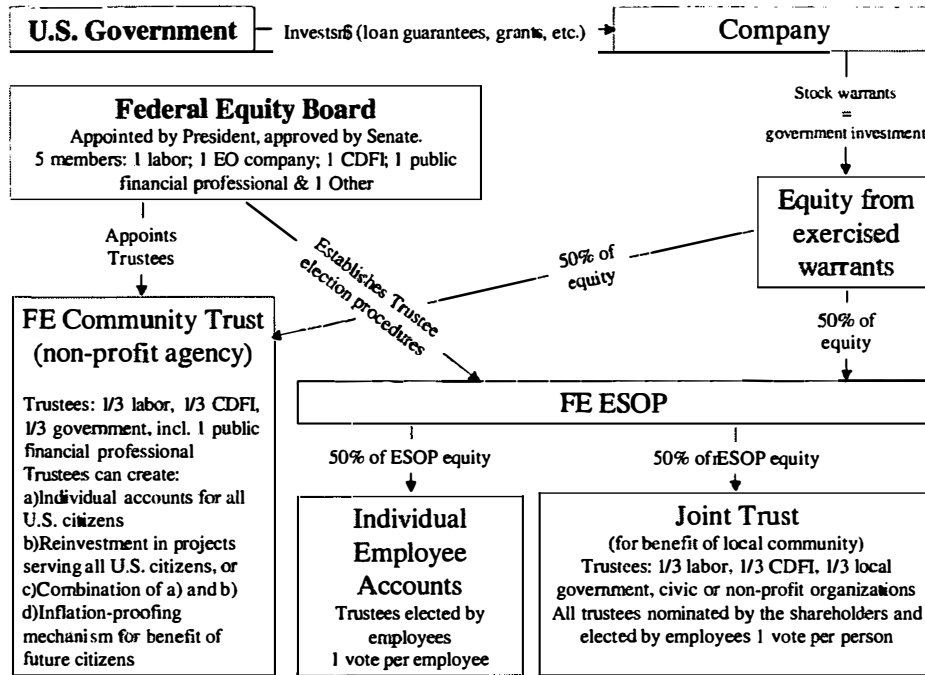 U.S. Government
Invests$ (loan guarantees, grants, etc.)
Company
Federal Equity Board
Appointed by President, approved by Senate.
5 members: 1 labor; 1 EO company; 1 CDFI; 1 public
financial professional & 1 Other
Stock warrants
=
government investment
Equity from
exercised
warrants
Appoints
Trustees
Establishes Trustee
election procedures
50% of
equity
50% of
equity
FE Community Trust
(non-profit agency)
Trustees: 1/3 labor, 1/3 CDFI,
1/3 government, incl. 1 public
financial professional
Trustees can create:
a)Individual accounts for all
U.S. citizens
b)Reinvestment in projects
serving all U.S. citizens, or
c)Combination of a) and b)
d)Inflation-proofing
mechanism for benefit of
future citizens
FE ESOP
50% of ESOP equity
50% of ESOP equity
Individual
Employee
Accounts
Trustees elected by
employees
1 vote per employee
Joint Trust
(for benefit of local community)
Trustees: 1/3 labor, 1/3 CDFI, 1/3 local
government, civic or non-profit organizations
All trustees nominated by the shareholders and
elected by employees 1 vote per person